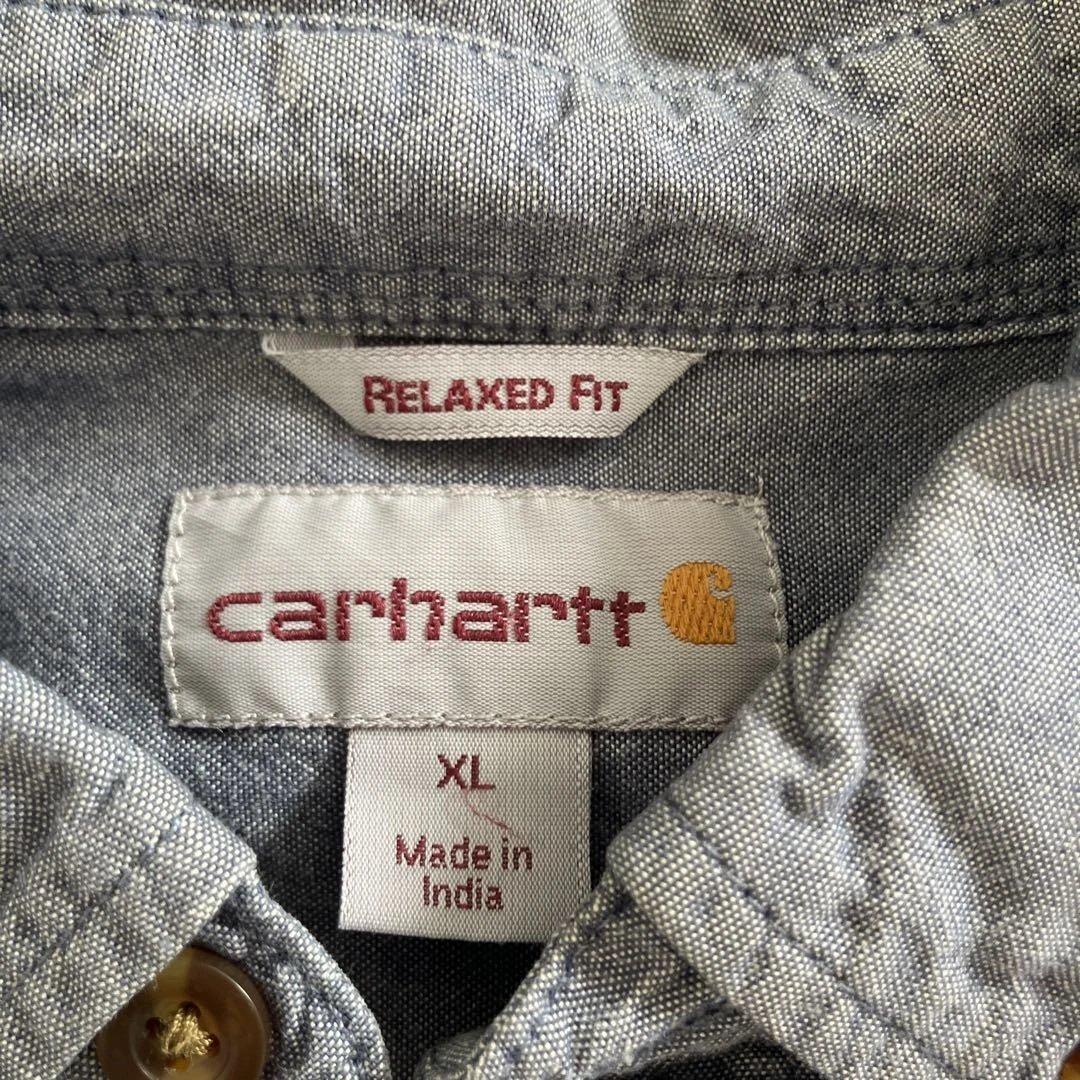 RELAXED FIT
carhartt
XL
Made in
India